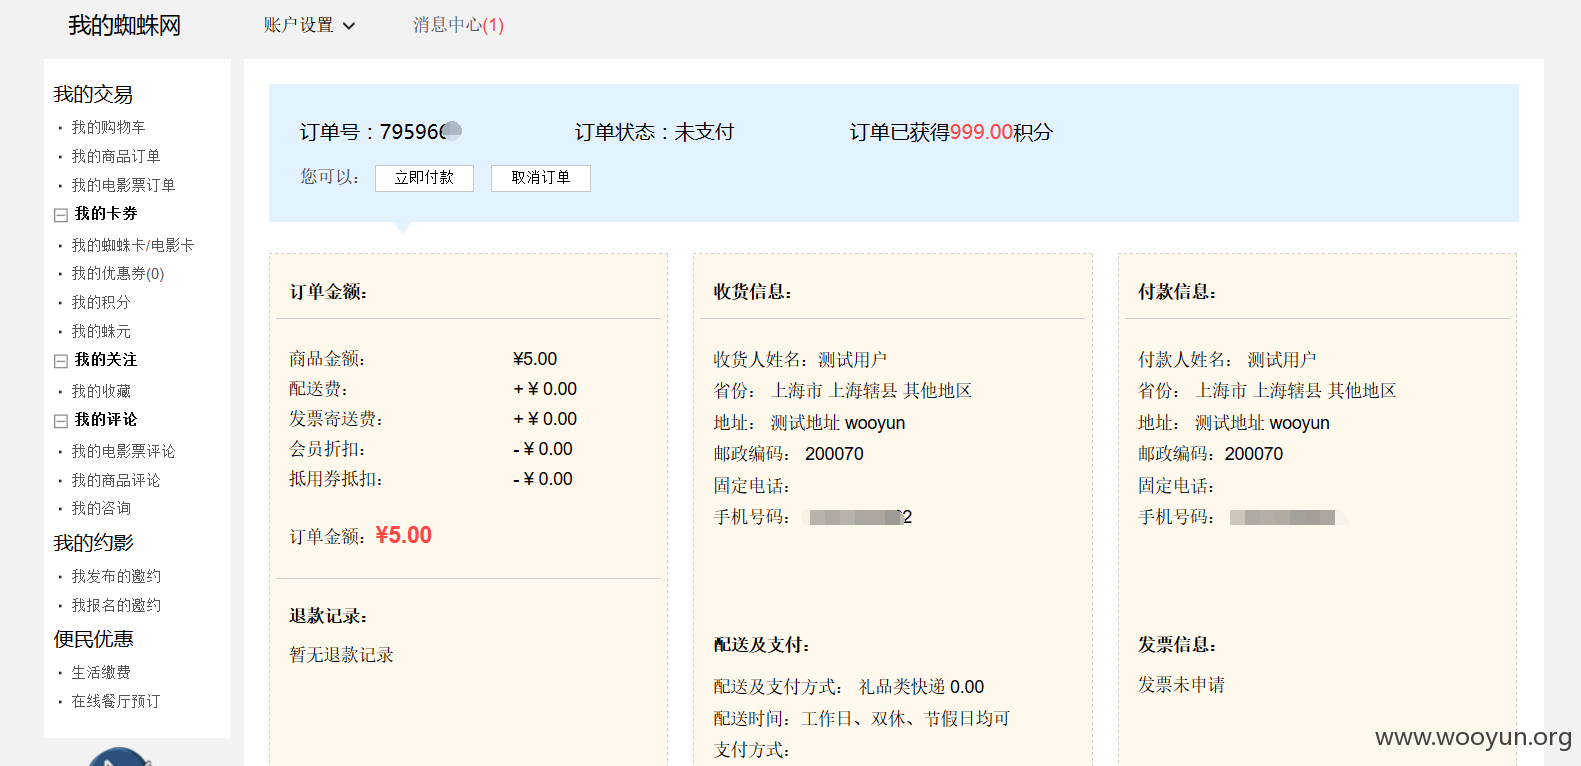 我的蜘蛛网
账户设置
消息中心(1)
我的交易
· 我的购物车
· 我的商品订单
· 我的电影票订单
我的卡券
· 我的蜘蛛卡/电影卡
· 我的优惠券(0)
· 我的积分
· 我的蛛元
我的关注
· 我的收藏
我的评论
· 我的电影票评论
· 我的商品评论
· 我的咨询
我的约影
· 我发布的邀约
· 我报名的邀约
便民优惠
· 生活缴费
· 在线餐厅预订
订单号：79596
订单状态：未支付
订单已获得999.00积分
您可以：
立即付款
取消订单
订单金额：
商品金额： ¥5.00
配送费： + ¥ 0.00
发票寄送费： + ¥ 0.00
会员折扣： - ¥ 0.00
抵用券抵扣： - ¥ 0.00
订单金额：¥5.00
退款记录：
暂无退款记录
收货信息：
收货人姓名：测试用户
省份： 上海市 上海辖县 其他地区
地址： 测试地址 wooyun
邮政编码： 200070
固定电话：
手机号码： 2
配送及支付：
配送及支付方式： 礼品类快递 0.00
配送时间：工作日、双休、节假日均可
支付方式：
付款信息：
付款人姓名： 测试用户
省份： 上海市 上海辖县 其他地区
地址： 测试地址 wooyun
邮政编码：200070
固定电话：
手机号码：
发票信息：
发票未申请
www.wooyun.org